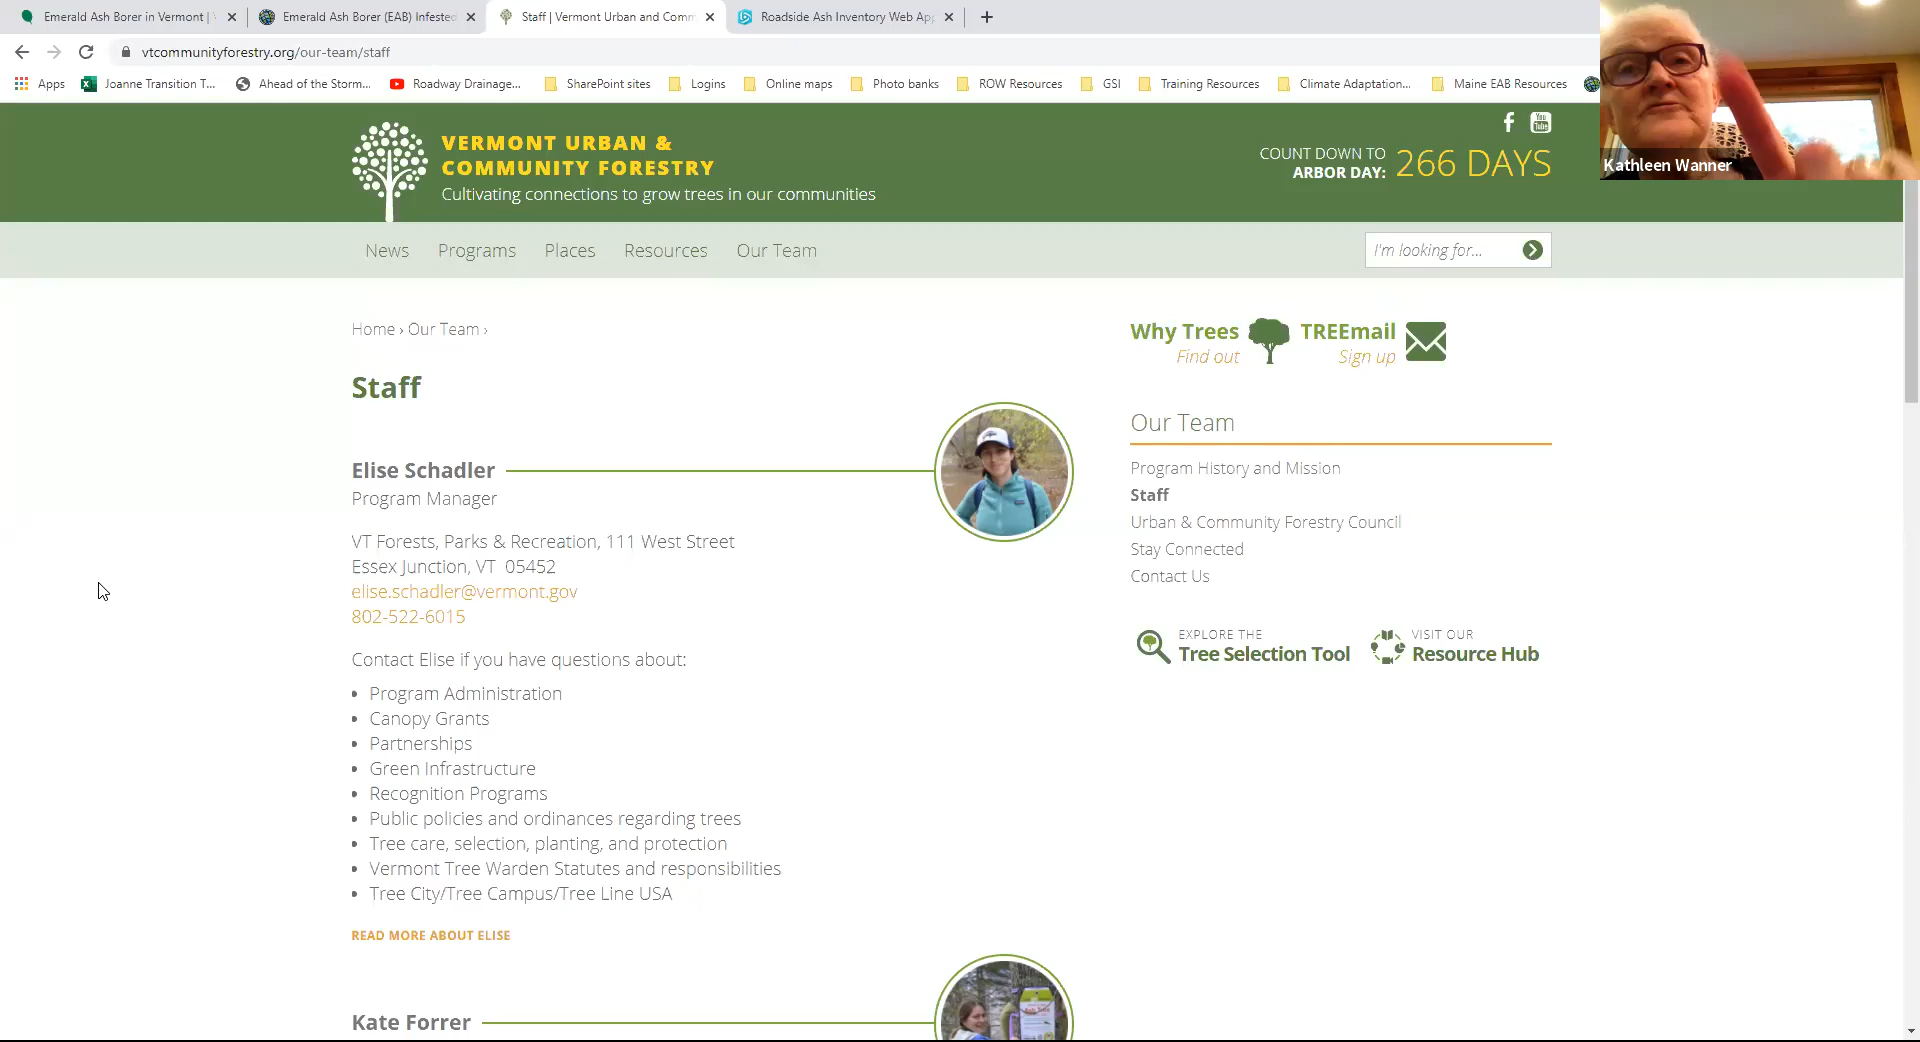 Emerald Ash Borer in Vermont |
Emerald Ash Borer (EAB) Infested
Staff | Vermont Urban and Comm
Roadside Ash Inventory Web App
vtcommunityforestry.org/our-team/staff
Apps
Joanne Transition T...
Ahead of the Storm...
Roadway Drainage...
SharePoint sites
Logins
Online maps
Photo banks
ROW Resources
GSI
Training Resources
Climate Adaptation...
Maine EAB Resources
Kathleen Wanner
VERMONT URBAN &
COMMUNITY FORESTRY
Cultivating connections to grow trees in our communities
COUNT DOWN TO
ARBOR DAY:
266 DAYS
You
Tube
News
Programs
Places
Resources
Our Team
I'm looking for...
Home › Our Team ›
Why Trees
Find out
TREEmail
Sign up
Staff
Elise Schadler
Program Manager
VT Forests, Parks & Recreation, 111 West Street
Essex Junction, VT 05452
elise.schadler@vermont.gov
802-522-6015
Contact Elise if you have questions about:
• Program Administration
• Canopy Grants
• Partnerships
• Green Infrastructure
• Recognition Programs
• Public policies and ordinances regarding trees
• Tree care, selection, planting, and protection
• Vermont Tree Warden Statutes and responsibilities
• Tree City/Tree Campus/Tree Line USA
READ MORE ABOUT ELISE
Kate Forrer
Our Team
Program History and Mission
Staff
Urban & Community Forestry Council
Stay Connected
Contact Us
EXPLORE THE
Tree Selection Tool
VISIT OUR
Resource Hub